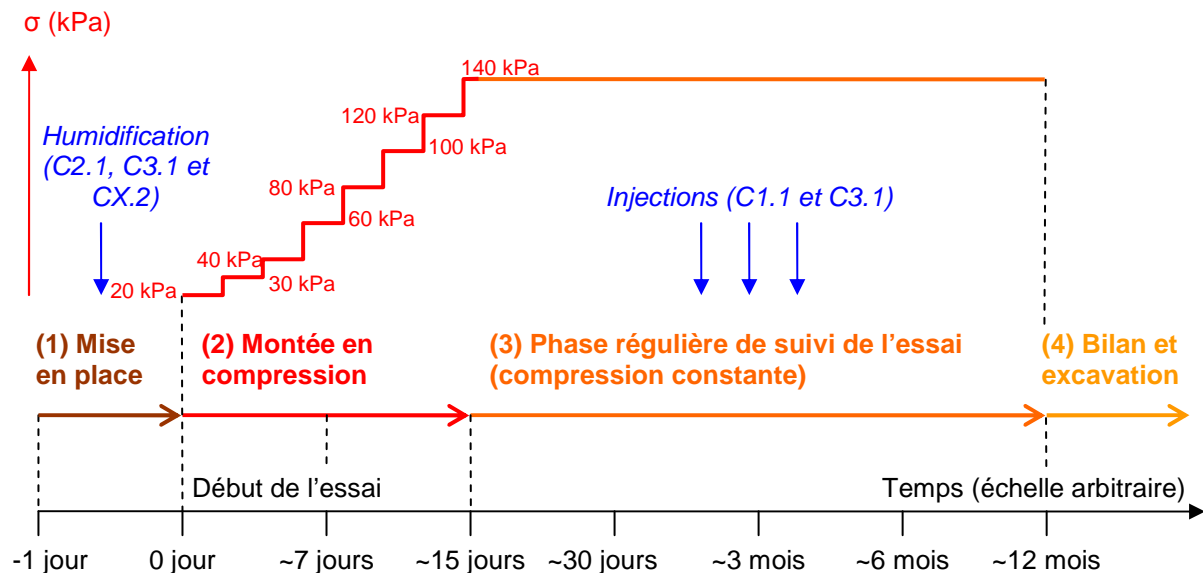 σ (kPa)
140 kPa
120 kPa
Humidification
(C2.1, C3.1 et
CX.2)
100 kPa
80 kPa
Injections (C1.1 et C3.1)
60 kPa
40 kPa
30 kPa
20 kPa
(1) Mise
en place
(2) Montée en
compression
(3) Phase régulière de suivi de l’essai
(compression constante)
(4) Bilan et
excavation
Début de l’essai
Temps (échelle arbitraire)
-1 jour
0 jour
~7 jours
~15 jours
~30 jours
~3 mois
~6 mois
~12 mois